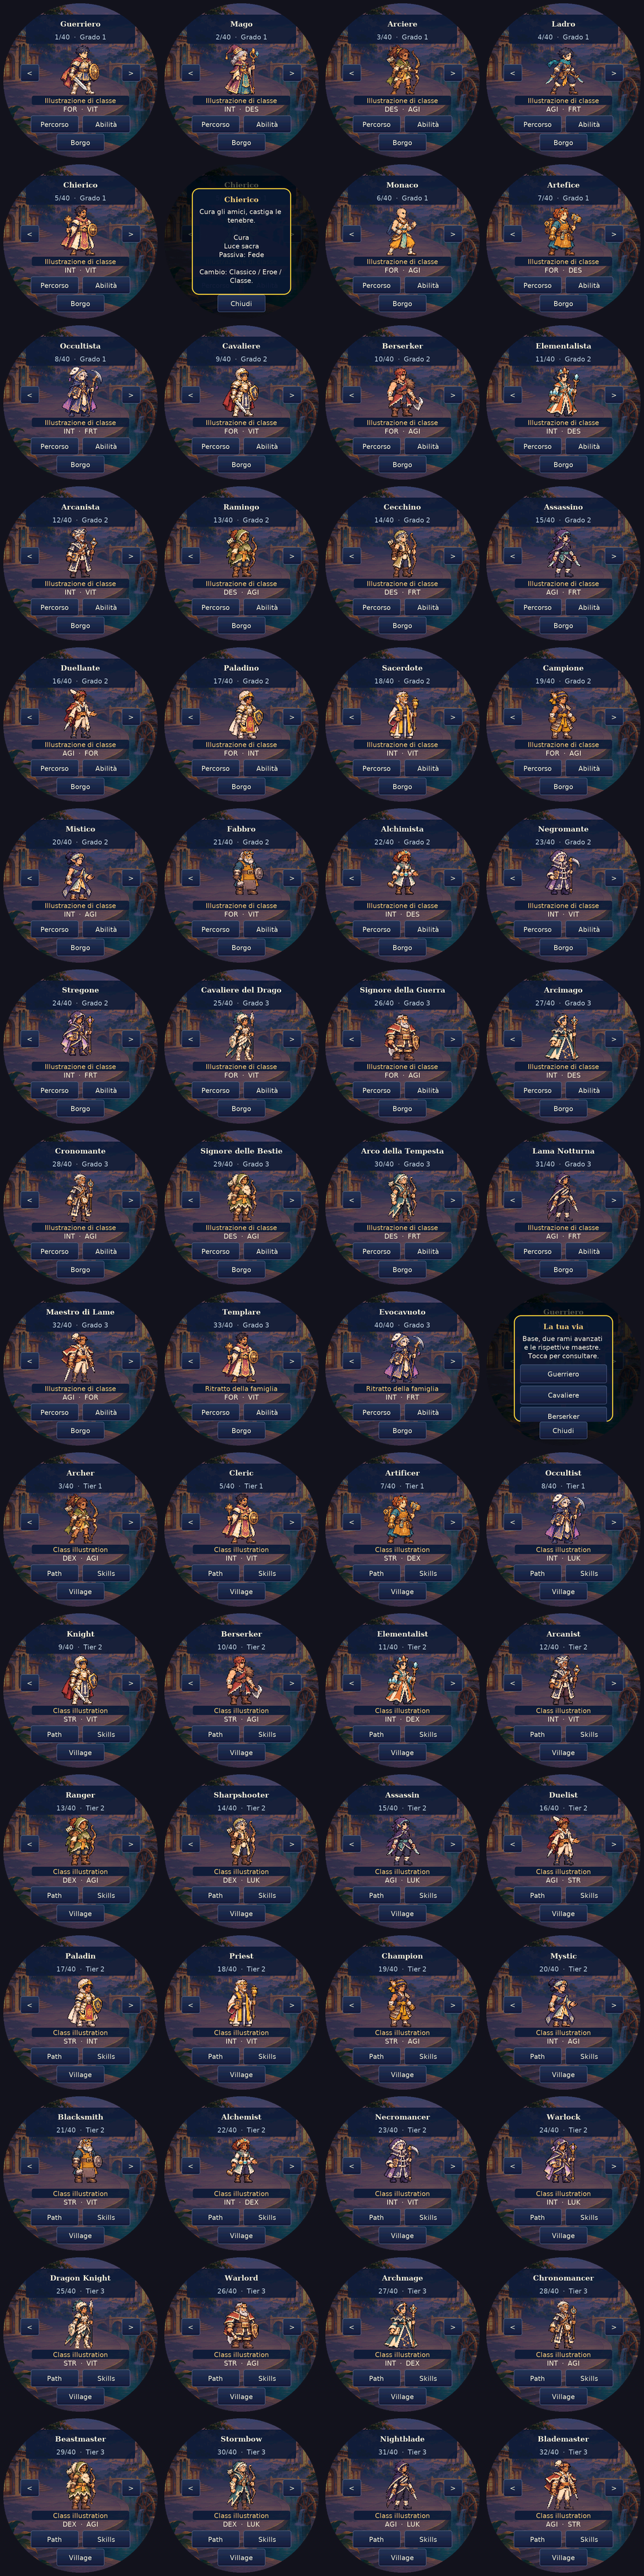 Guerriero
1/40 · Grado 1
<
>
Illustrazione di classe
FOR · VIT
Percorso
Abilità
Borgo
Mago
2/40 · Grado 1
<
>
Illustrazione di classe
INT · DES
Percorso
Abilità
Borgo
Arciere
3/40 · Grado 1
<
>
Illustrazione di classe
DES · AGI
Percorso
Abilità
Borgo
Ladro
4/40 · Grado 1
<
>
Illustrazione di classe
AGI · FRT
Percorso
Abilità
Borgo
Chierico
5/40 · Grado 1
<
>
Illustrazione di classe
INT · VIT
Percorso
Abilità
Borgo
Chierico
Chierico
Cura gli amici, castiga le
tenebre.
Cura
Luce sacra
Passiva: Fede
Cambio: Classico / Eroe /
Classe.
Chiudi
Monaco
6/40 · Grado 1
<
>
Illustrazione di classe
FOR · AGI
Percorso
Abilità
Borgo
Artefice
7/40 · Grado 1
<
>
Illustrazione di classe
FOR · DES
Percorso
Abilità
Borgo
Occultista
8/40 · Grado 1
<
>
Illustrazione di classe
INT · FRT
Percorso
Abilità
Borgo
Cavaliere
9/40 · Grado 2
<
>
Illustrazione di classe
FOR · VIT
Percorso
Abilità
Borgo
Berserker
10/40 · Grado 2
<
>
Illustrazione di classe
FOR · AGI
Percorso
Abilità
Borgo
Elementalista
11/40 · Grado 2
<
>
Illustrazione di classe
INT · DES
Percorso
Abilità
Borgo
Arcanista
12/40 · Grado 2
<
>
Illustrazione di classe
INT · VIT
Percorso
Abilità
Borgo
Ramingo
13/40 · Grado 2
<
>
Illustrazione di classe
DES · AGI
Percorso
Abilità
Borgo
Cecchino
14/40 · Grado 2
<
>
Illustrazione di classe
DES · FRT
Percorso
Abilità
Borgo
Assassino
15/40 · Grado 2
<
>
Illustrazione di classe
AGI · FRT
Percorso
Abilità
Borgo
Duellante
16/40 · Grado 2
<
>
Illustrazione di classe
AGI · FOR
Percorso
Abilità
Borgo
Paladino
17/40 · Grado 2
<
>
Illustrazione di classe
FOR · INT
Percorso
Abilità
Borgo
Sacerdote
18/40 · Grado 2
<
>
Illustrazione di classe
INT · VIT
Percorso
Abilità
Borgo
Campione
19/40 · Grado 2
<
>
Illustrazione di classe
FOR · AGI
Percorso
Abilità
Borgo
Mistico
20/40 · Grado 2
<
>
Illustrazione di classe
INT · AGI
Percorso
Abilità
Borgo
Fabbro
21/40 · Grado 2
<
>
Illustrazione di classe
FOR · VIT
Percorso
Abilità
Borgo
Alchimista
22/40 · Grado 2
<
>
Illustrazione di classe
INT · DES
Percorso
Abilità
Borgo
Negromante
23/40 · Grado 2
<
>
Illustrazione di classe
INT · VIT
Percorso
Abilità
Borgo
Stregone
24/40 · Grado 2
<
>
Illustrazione di classe
INT · FRT
Percorso
Abilità
Borgo
Cavaliere del Drago
25/40 · Grado 3
<
>
Illustrazione di classe
FOR · VIT
Percorso
Abilità
Borgo
Signore della Guerra
26/40 · Grado 3
<
>
Illustrazione di classe
FOR · AGI
Percorso
Abilità
Borgo
Arcimago
27/40 · Grado 3
<
>
Illustrazione di classe
INT · DES
Percorso
Abilità
Borgo
Cronomante
28/40 · Grado 3
<
>
Illustrazione di classe
INT · AGI
Percorso
Abilità
Borgo
Signore delle Bestie
29/40 · Grado 3
<
>
Illustrazione di classe
DES · AGI
Percorso
Abilità
Borgo
Arco della Tempesta
30/40 · Grado 3
<
>
Illustrazione di classe
DES · FRT
Percorso
Abilità
Borgo
Lama Notturna
31/40 · Grado 3
<
>
Illustrazione di classe
AGI · FRT
Percorso
Abilità
Borgo
Maestro di Lame
32/40 · Grado 3
<
>
Illustrazione di classe
AGI · FOR
Percorso
Abilità
Borgo
Templare
33/40 · Grado 3
<
>
Ritratto della famiglia
FOR · VIT
Percorso
Abilità
Borgo
Evocavuoto
40/40 · Grado 3
<
>
Ritratto della famiglia
INT · FRT
Percorso
Abilità
Borgo
Guerriero
La tua via
Base, due rami avanzati
e le rispettive maestre.
Tocca per consultare.
Guerriero
Cavaliere
Berserker
Chiudi
Archer
3/40 · Tier 1
<
>
Class illustration
DEX · AGI
Path
Skills
Village
Cleric
5/40 · Tier 1
<
>
Class illustration
INT · VIT
Path
Skills
Village
Artificer
7/40 · Tier 1
<
>
Class illustration
STR · DEX
Path
Skills
Village
Occultist
8/40 · Tier 1
<
>
Class illustration
INT · LUK
Path
Skills
Village
Knight
9/40 · Tier 2
<
>
Class illustration
STR · VIT
Path
Skills
Village
Berserker
10/40 · Tier 2
<
>
Class illustration
STR · AGI
Path
Skills
Village
Elementalist
11/40 · Tier 2
<
>
Class illustration
INT · DEX
Path
Skills
Village
Arcanist
12/40 · Tier 2
<
>
Class illustration
INT · VIT
Path
Skills
Village
Ranger
13/40 · Tier 2
<
>
Class illustration
DEX · AGI
Path
Skills
Village
Sharpshooter
14/40 · Tier 2
<
>
Class illustration
DEX · LUK
Path
Skills
Village
Assassin
15/40 · Tier 2
<
>
Class illustration
AGI · LUK
Path
Skills
Village
Duelist
16/40 · Tier 2
<
>
Class illustration
AGI · STR
Path
Skills
Village
Paladin
17/40 · Tier 2
<
>
Class illustration
STR · INT
Path
Skills
Village
Priest
18/40 · Tier 2
<
>
Class illustration
INT · VIT
Path
Skills
Village
Champion
19/40 · Tier 2
<
>
Class illustration
STR · AGI
Path
Skills
Village
Mystic
20/40 · Tier 2
<
>
Class illustration
INT · AGI
Path
Skills
Village
Blacksmith
21/40 · Tier 2
<
>
Class illustration
STR · VIT
Path
Skills
Village
Alchemist
22/40 · Tier 2
<
>
Class illustration
INT · DEX
Path
Skills
Village
Necromancer
23/40 · Tier 2
<
>
Class illustration
INT · VIT
Path
Skills
Village
Warlock
24/40 · Tier 2
<
>
Class illustration
INT · LUK
Path
Skills
Village
Dragon Knight
25/40 · Tier 3
<
>
Class illustration
STR · VIT
Path
Skills
Village
Warlord
26/40 · Tier 3
<
>
Class illustration
STR · AGI
Path
Skills
Village
Archmage
27/40 · Tier 3
<
>
Class illustration
INT · DEX
Path
Skills
Village
Chronomancer
28/40 · Tier 3
<
>
Class illustration
INT · AGI
Path
Skills
Village
Beastmaster
29/40 · Tier 3
<
>
Class illustration
DEX · AGI
Path
Skills
Village
Stormbow
30/40 · Tier 3
<
>
Class illustration
DEX · LUK
Path
Skills
Village
Nightblade
31/40 · Tier 3
<
>
Class illustration
AGI · LUK
Path
Skills
Village
Blademaster
32/40 · Tier 3
<
>
Class illustration
AGI · STR
Path
Skills
Village